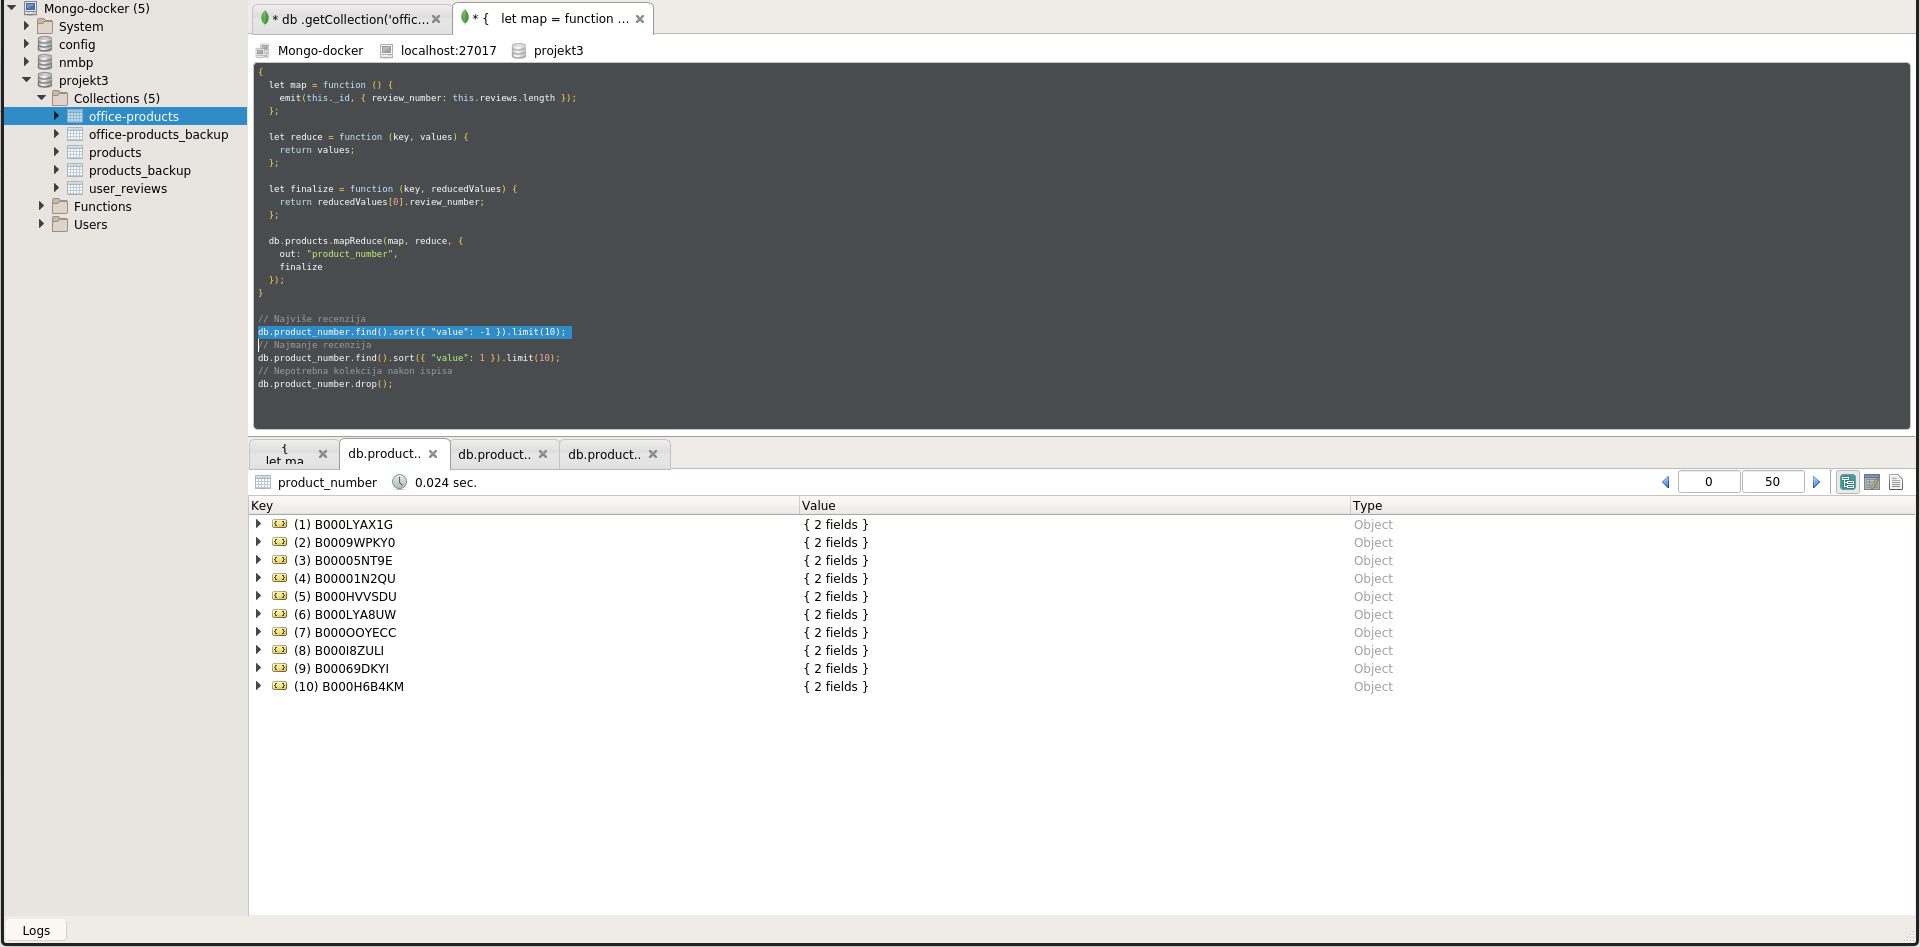 Mongo-docker (5)
System
config
nmbp
projekt3
Collections (5)
office-products
office-products_backup
products
products_backup
user_reviews
Functions
Users
* db .getCollection('offic...
* {   let map = function ...
Mongo-docker localhost:27017 projekt3
{
  let map = function () {
    emit(this._id, { review_number: this.reviews.length });
  };
  let reduce = function (key, values) {
    return values;
  };
  let finalize = function (key, reducedValues) {
    return reducedValues[0].review_number;
  };
  db.products.mapReduce(map, reduce, {
    out: "product_number",
    finalize
  });
}
// Najviše recenzija
db.product_number.find().sort({ "value": -1 }).limit(10);
// Najmanje recenzija
db.product_number.find().sort({ "value": 1 }).limit(10);
// Nepotrebna kolekcija nakon ispisa
db.product_number.drop();
{
let ma
db.product..
db.product..
db.product..
product_number 0.024 sec. 0 50
Key Value Type
(1) B000LYAX1G { 2 fields } Object
(2) B0009WPKY0 { 2 fields } Object
(3) B00005NT9E { 2 fields } Object
(4) B00001N2QU { 2 fields } Object
(5) B000HVVSDU { 2 fields } Object
(6) B000LYA8UW { 2 fields } Object
(7) B000OOYECC { 2 fields } Object
(8) B000I8ZULI { 2 fields } Object
(9) B00069DKYI { 2 fields } Object
(10) B000H6B4KM { 2 fields } Object
Logs